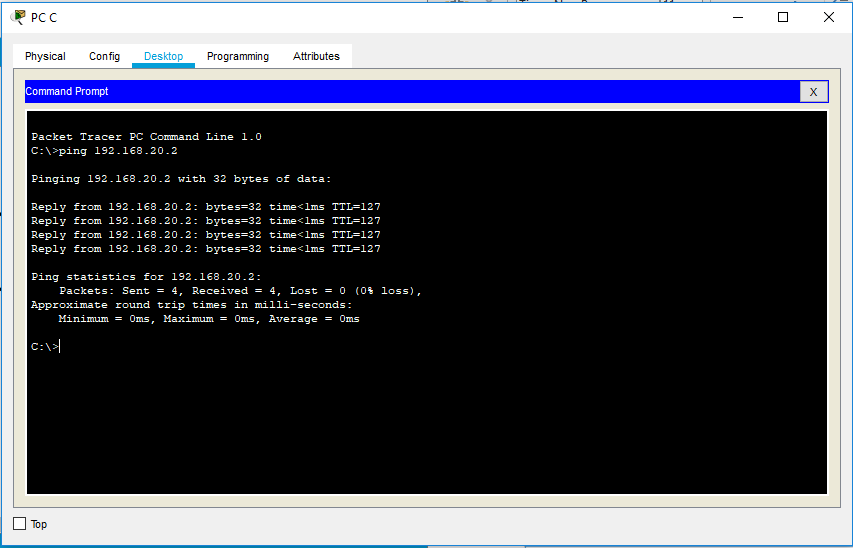 PC C
Physical Config Desktop Programming Attributes
Command Prompt X
Packet Tracer PC Command Line 1.0
C:\>ping 192.168.20.2
Pinging 192.168.20.2 with 32 bytes of data:
Reply from 192.168.20.2: bytes=32 time<1ms TTL=127
Reply from 192.168.20.2: bytes=32 time<1ms TTL=127
Reply from 192.168.20.2: bytes=32 time<1ms TTL=127
Reply from 192.168.20.2: bytes=32 time<1ms TTL=127
Ping statistics for 192.168.20.2:
Packets: Sent = 4, Received = 4, Lost = 0 (0% loss),
Approximate round trip times in milli-seconds:
Minimum = 0ms, Maximum = 0ms, Average = 0ms
C:\>
Top